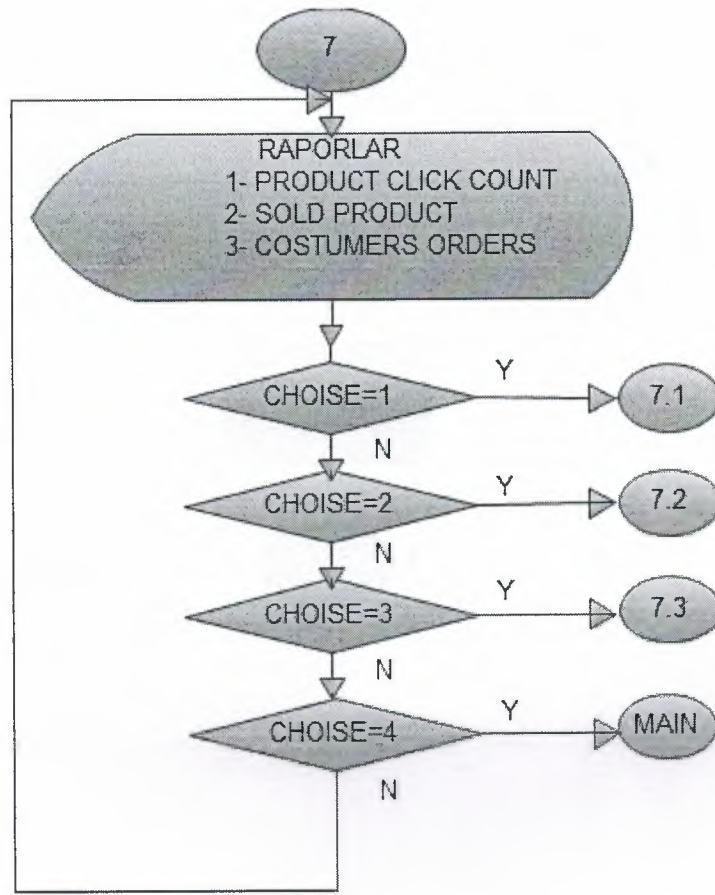 7
RAPORLAR
1- PRODUCT CLICK COUNT
2- SOLD PRODUCT
3- COSTUMERS ORDERS
CHOISE=1
Y
7.1
N
CHOISE=2
Y
7.2
N
CHOISE=3
Y
7.3
N
CHOISE=4
Y
MAIN
N